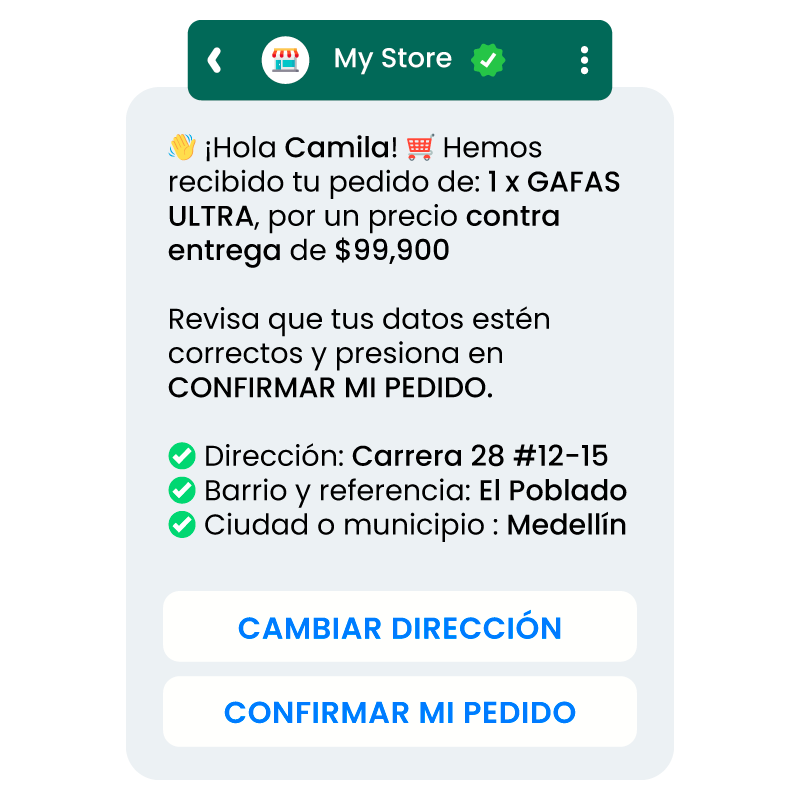 My Store
👋 ¡Hola Camila! 🛒 Hemos
recibido tu pedido de: 1 x GAFAS
ULTRA, por un precio contra
entrega de $99,900
Revisa que tus datos estén
correctos y presiona en
CONFIRMAR MI PEDIDO.
✅ Dirección: Carrera 28 #12-15
✅ Barrio y referencia: El Poblado
✅ Ciudad o municipio : Medellín
CAMBIAR DIRECCIÓN
CONFIRMAR MI PEDIDO